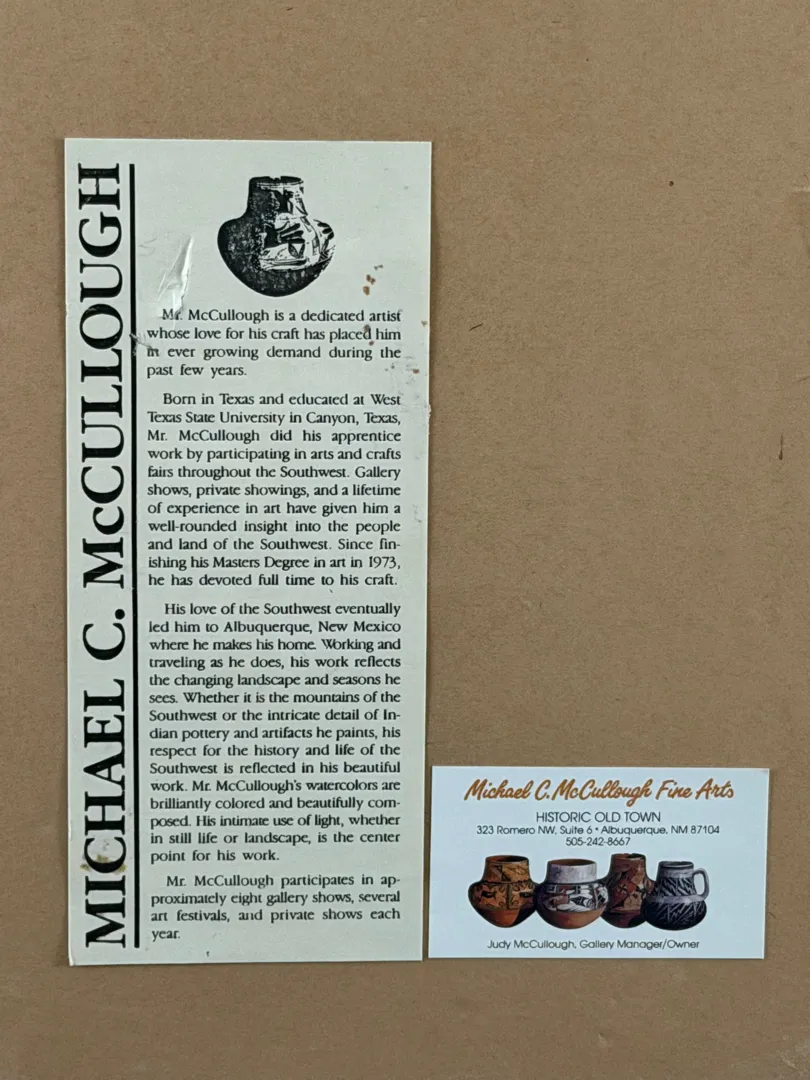 MICHAEL C. McCULLOUGH
Mr. McCullough is a dedicated artist
whose love for his craft has placed him
in ever growing demand during the
past few years.
Born in Texas and educated at West
Texas State University in Canyon, Texas,
Mr. McCullough did his apprentice
work by participating in arts and crafts
fairs throughout the Southwest. Gallery
shows, private showings, and a lifetime
of experience in art have given him a
well-rounded insight into the people
and land of the Southwest. Since fin-
ishing his Masters Degree in art in 1973,
he has devoted full time to his craft.
His love of the Southwest eventually
led him to Albuquerque, New Mexico
where he makes his home. Working and
traveling as he does, his work reflects
the changing landscape and seasons he
sees. Whether it is the mountains of the
Southwest or the intricate detail of In-
dian pottery and artifacts he paints, his
respect for the history and life of the
Southwest is reflected in his beautiful
work. Mr. McCullough's watercolors are
brilliantly colored and beautifully com-
posed. His intimate use of light, whether
in still life or landscape, is the center
point for his work.
Mr. McCullough participates in ap-
proximately eight gallery shows, several
art festivals, and private shows each
year.
Michael C. McCullough Fine Arts
HISTORIC OLD TOWN
323 Romero NW, Suite 6 • Albuquerque, NM 87104
505-242-8667
Judy McCullough, Gallery Manager/Owner